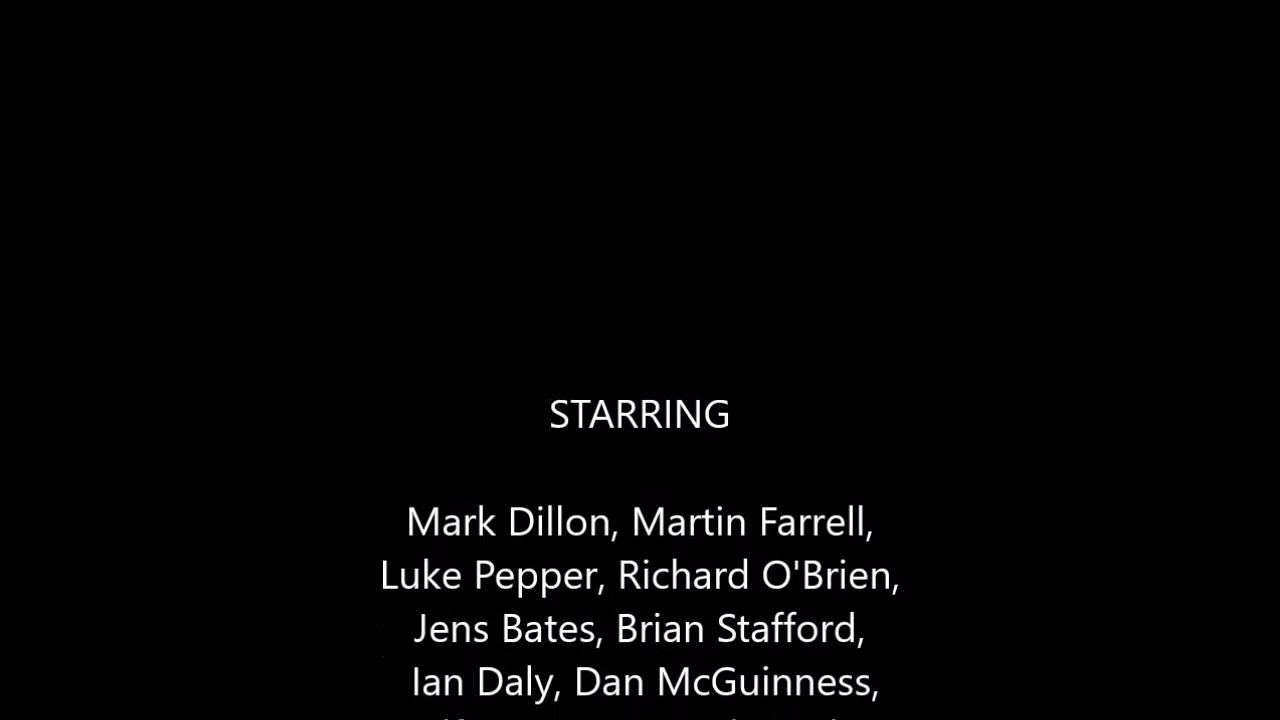 STARRING
Mark Dillon, Martin Farrell,
Luke Pepper, Richard O'Brien,
Jens Bates, Brian Stafford,
Ian Daly, Dan McGuinness,